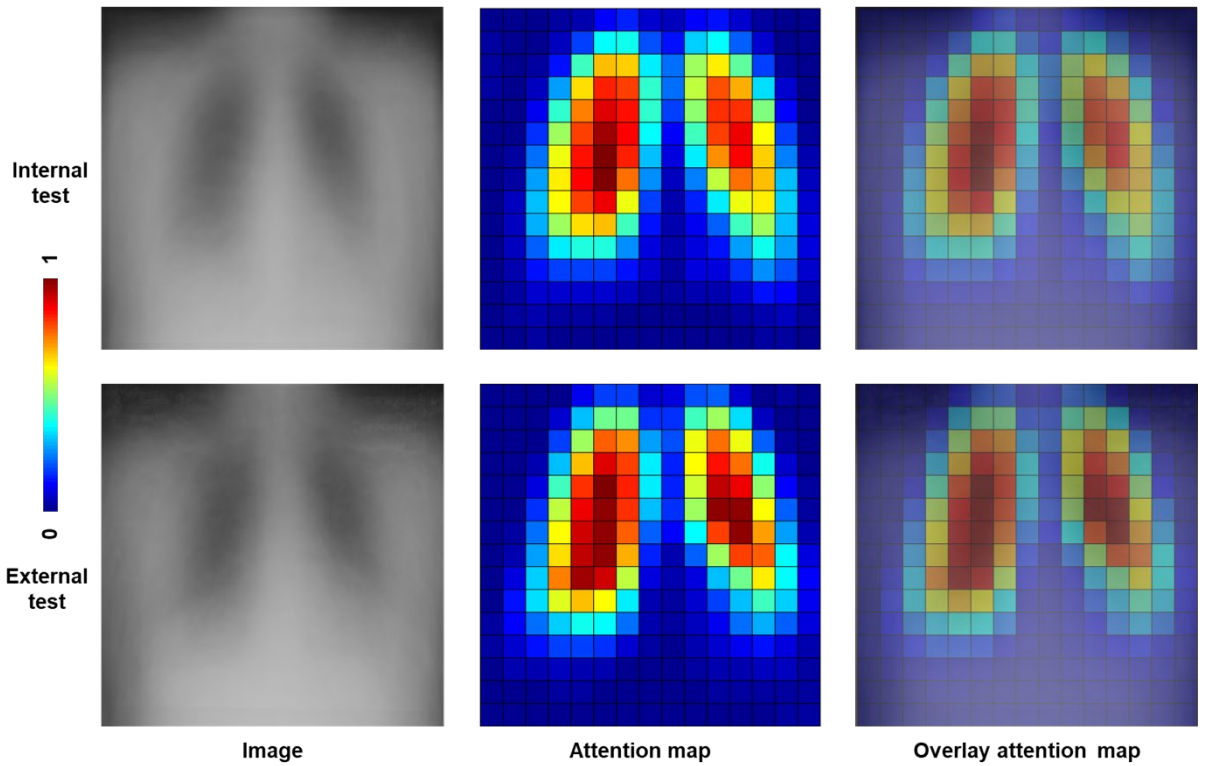 Internal
test
1
0
External
test
Image
Attention map
Overlay attention map